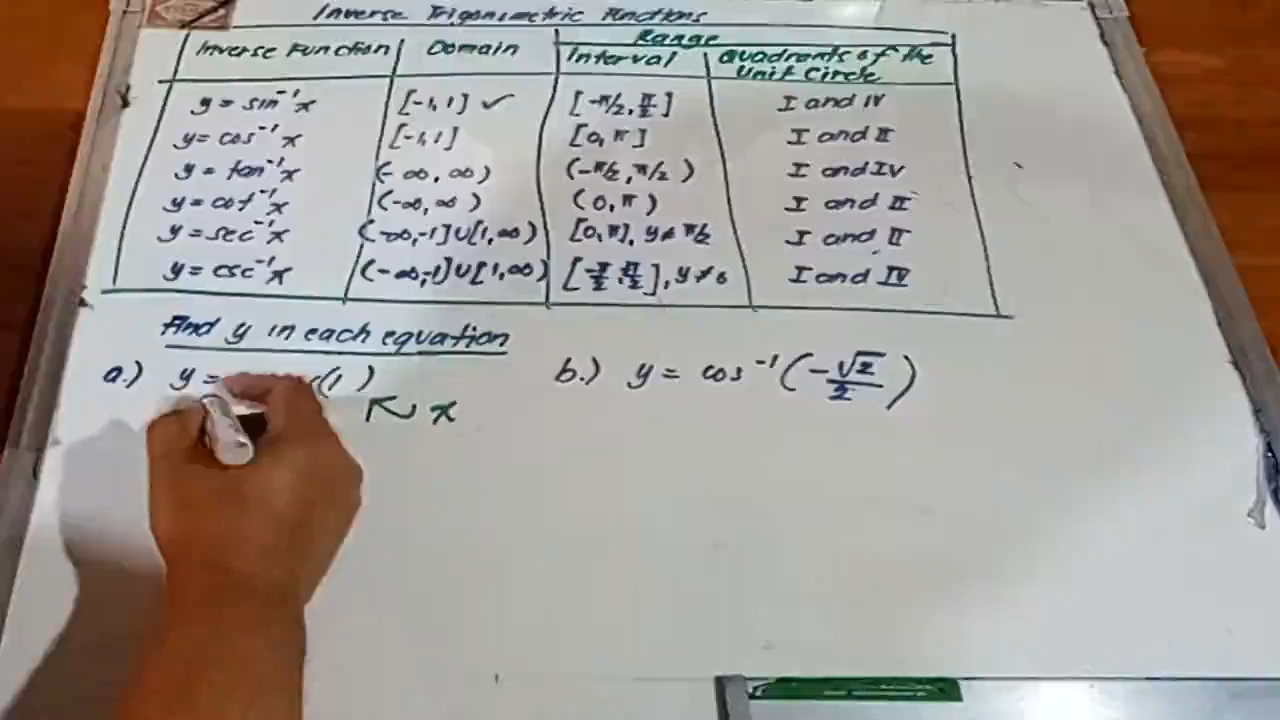 Inverse Trigonometric Functions
Range
Inverse Function Domain Interval Quadrants of the Unit Circle
y = sin⁻¹x [-1, 1] ✓ [-π/2, π/2] I and IV
y = cos⁻¹x [-1, 1] [0, π] I and II
y = tan⁻¹x (-∞, ∞) (-π/2, π/2) I and IV
y = cot⁻¹x (-∞, ∞) (0, π) I and II
y = sec⁻¹x (-∞, -1]∪[1, ∞) [0, π], y ≠ π/2 I and II
y = csc⁻¹x (-∞, -1]∪[1, ∞) [-π/2, π/2], y ≠ 0 I and IV
Find y in each equation
a.) y = (1) b.) y = cos⁻¹(-√2/2)
x